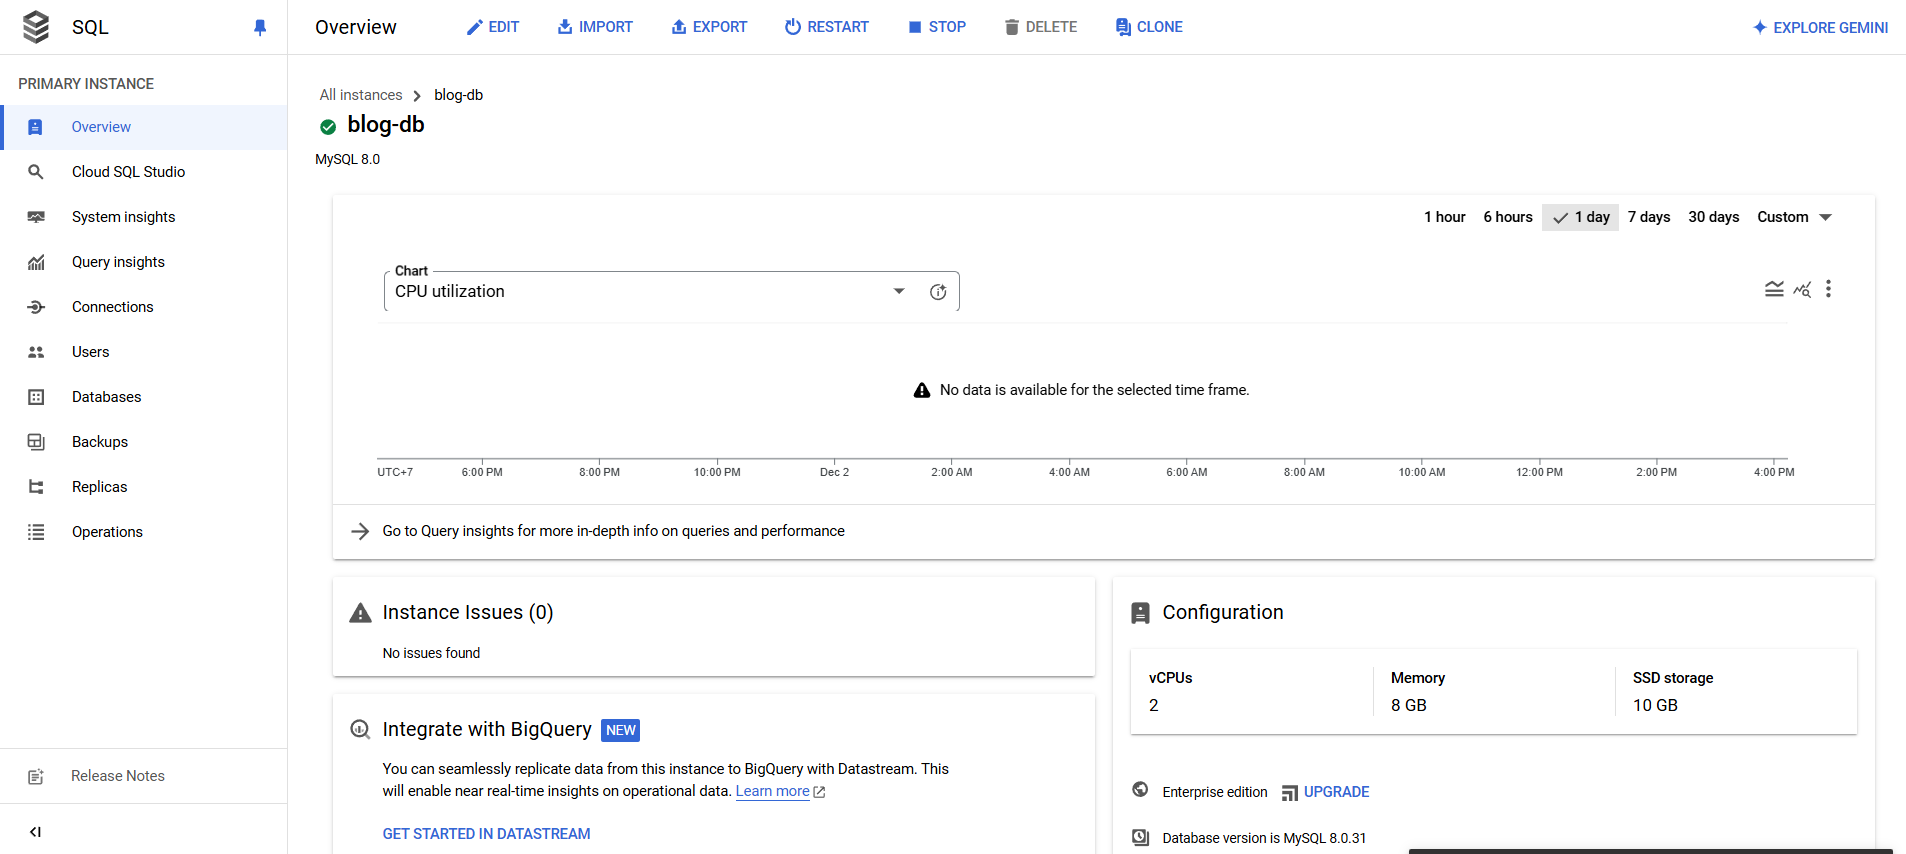 SQL
Overview
EDIT
IMPORT
EXPORT
RESTART
STOP
DELETE
CLONE
EXPLORE GEMINI
PRIMARY INSTANCE
Overview
Cloud SQL Studio
System insights
Query insights
Connections
Users
Databases
Backups
Replicas
Operations
Release Notes
All instances
blog-db
blog-db
MySQL 8.0
1 hour
6 hours
1 day
7 days
30 days
Custom
Chart
CPU utilization
No data is available for the selected time frame.
UTC+7
6:00 PM
8:00 PM
10:00 PM
Dec 2
2:00 AM
4:00 AM
6:00 AM
8:00 AM
10:00 AM
12:00 PM
2:00 PM
4:00 PM
Go to Query insights for more in-depth info on queries and performance
Instance Issues (0)
No issues found
Integrate with BigQuery NEW
You can seamlessly replicate data from this instance to BigQuery with Datastream. This
will enable near real-time insights on operational data. Learn more
GET STARTED IN DATASTREAM
Configuration
vCPUs
2
Memory
8 GB
SSD storage
10 GB
Enterprise edition
UPGRADE
Database version is MySQL 8.0.31